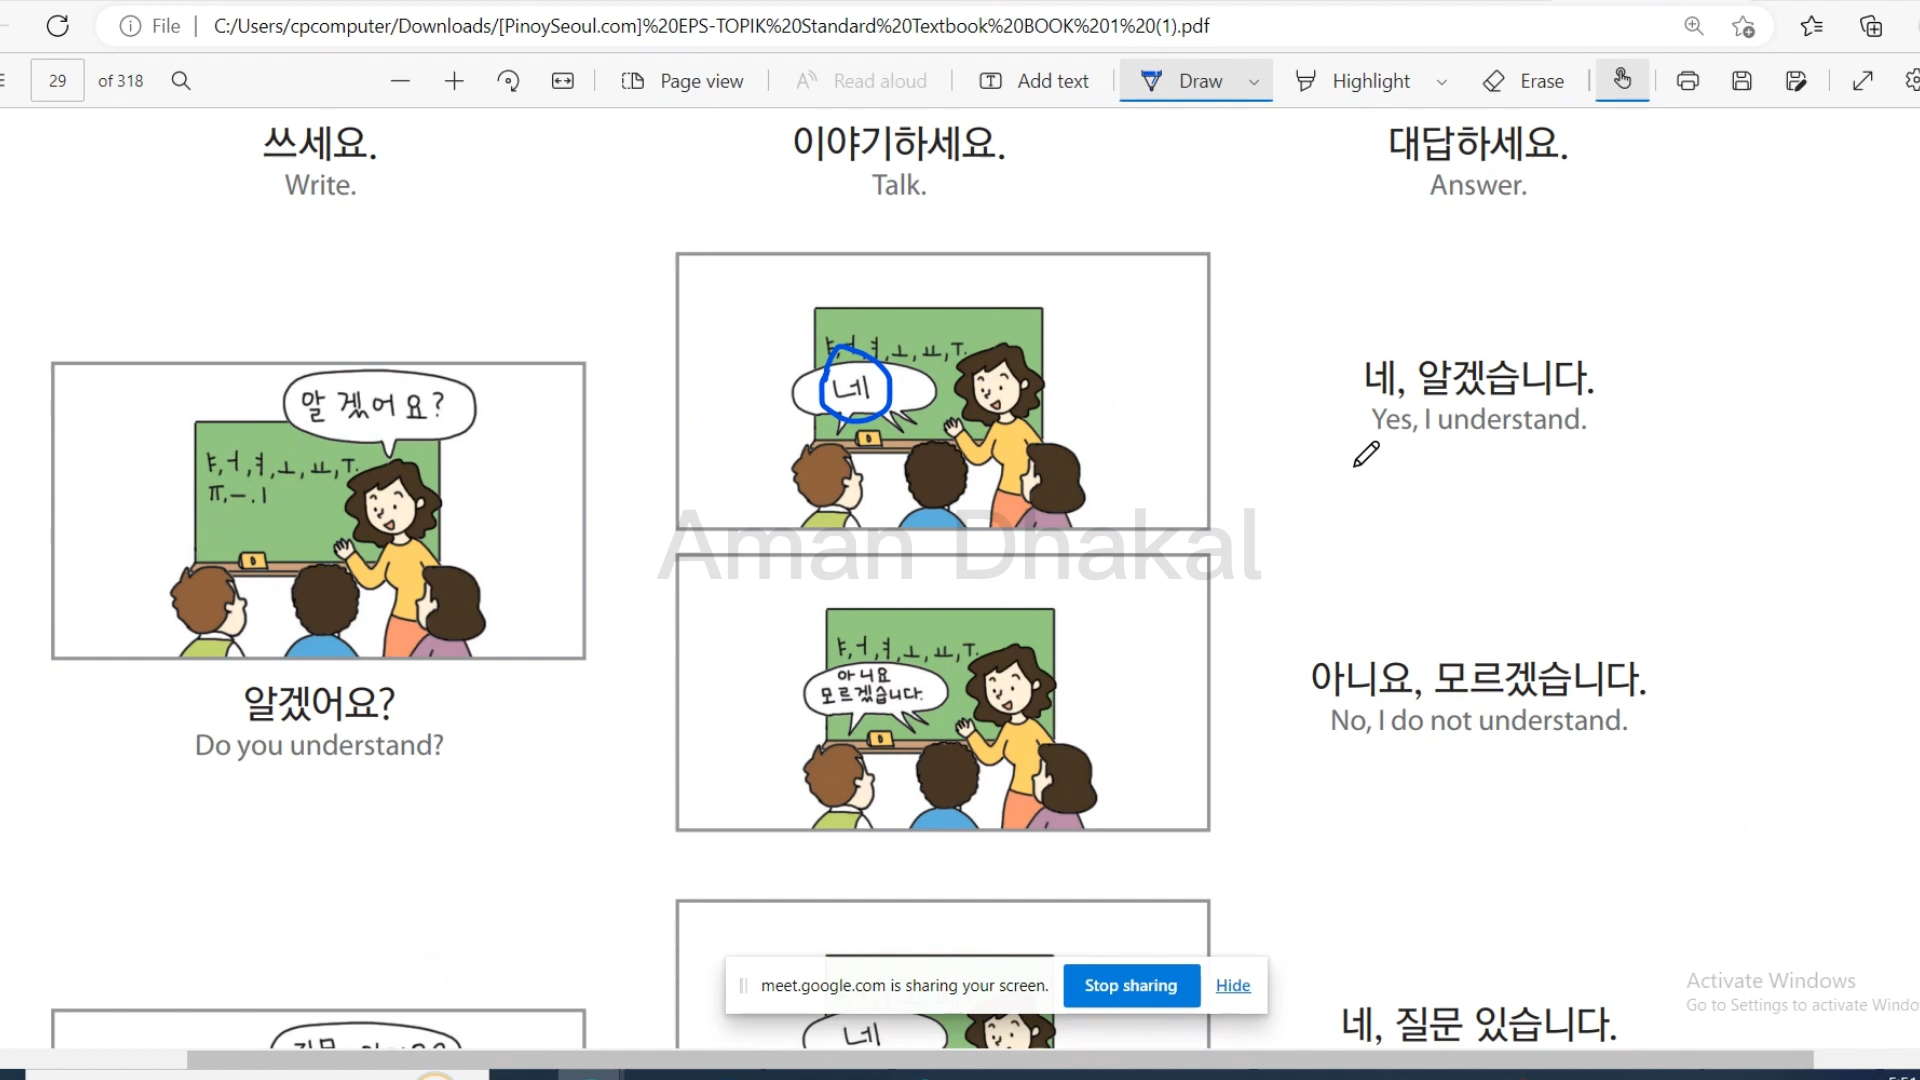 File | C:/Users/cpcomputer/Downloads/[PinoySeoul.com]%20EPS-TOPIK%20Standard%20Textbook%20BOOK%201%20(1).pdf
29 of 318 Page view Read aloud Add text Draw Highlight Erase
쓰세요. 이야기하세요. 대답하세요.
Write. Talk. Answer.
알겠어요?
ㅑ,ㅓ,ㅕ,ㅗ,ㅛ,ㅜ.
ㅠ,ㅡ.ㅣ
알겠어요?
Do you understand?
ㅑ,ㅓ,ㅕ,ㅗ,ㅛ,ㅜ.
네
네, 알겠습니다.
Yes, I understand.
Aman Dhakal
ㅑ,ㅓ,ㅕ,ㅗ,ㅛ,ㅜ.
아니요
모르겠습니다.
아니요, 모르겠습니다.
No, I do not understand.
meet.google.com is sharing your screen. Stop sharing Hide
네
네, 질문 있습니다.
Activate Windows
Go to Settings to activate Windo